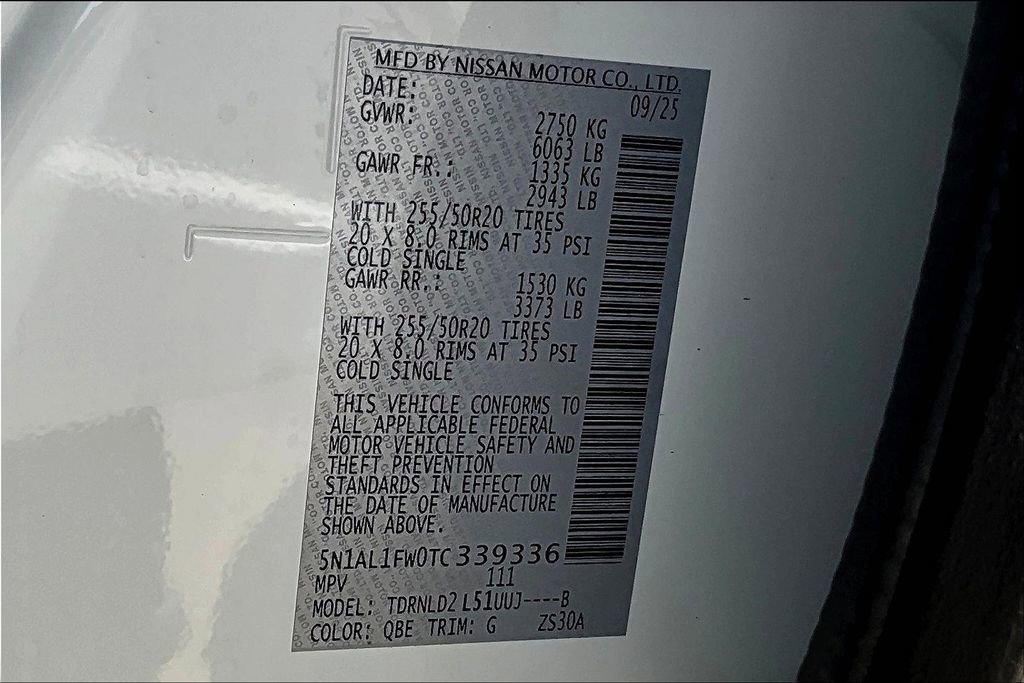 MFD BY NISSAN MOTOR CO., LTD.
DATE: 09/25
GVWR: 2750 KG
6063 LB
GAWR FR.: 1335 KG
2943 LB
WITH 255/50R20 TIRES
20 X 8.0 RIMS AT 35 PSI
COLD SINGLE
GAWR RR.: 1530 KG
3373 LB
WITH 255/50R20 TIRES
20 X 8.0 RIMS AT 35 PSI
COLD SINGLE
THIS VEHICLE CONFORMS TO
ALL APPLICABLE FEDERAL
MOTOR VEHICLE SAFETY AND
THEFT PREVENTION
STANDARDS IN EFFECT ON
THE DATE OF MANUFACTURE
SHOWN ABOVE.
5N1AL1FW0TC339336
MPV 111
MODEL: TDRNLD2 L51UUJ----B
COLOR: QBE TRIM: G ZS30A